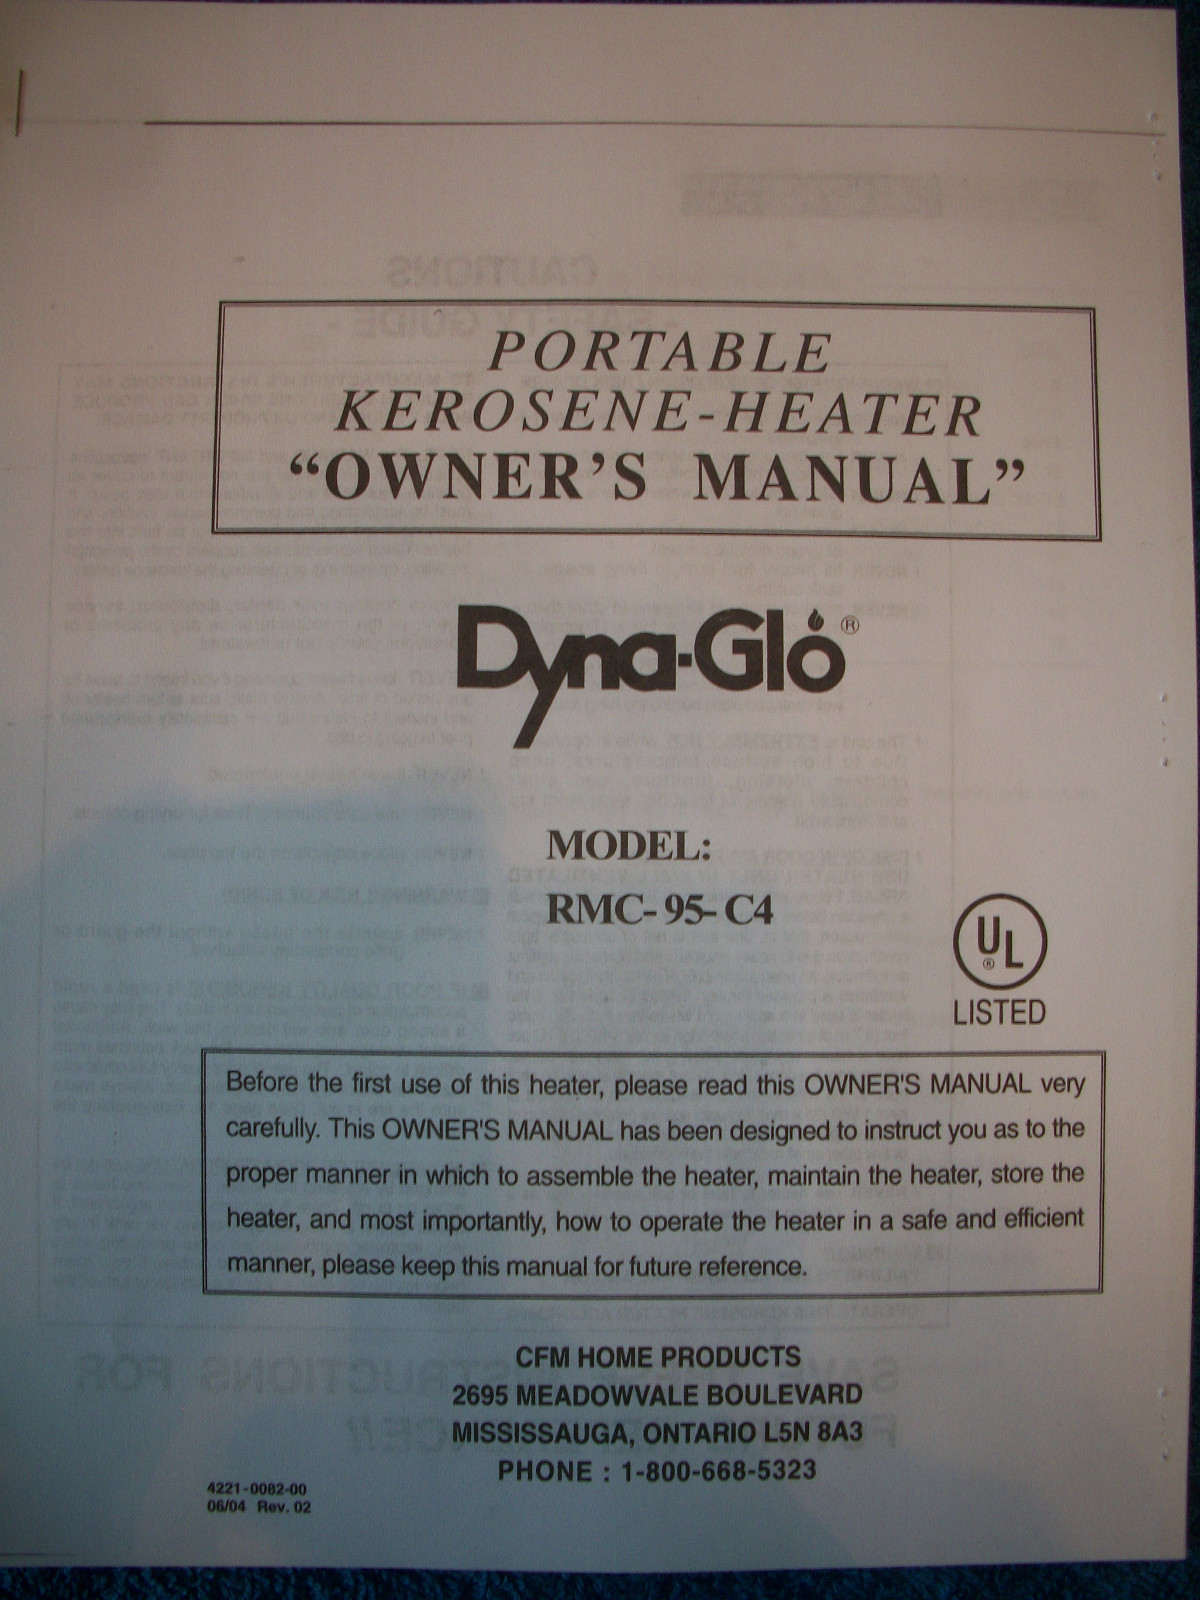 PORTABLE
KEROSENE-HEATER
“OWNER’S MANUAL”
Dyna-Glo®
MODEL:
RMC-95-C4
UL®
LISTED
Before the first use of this heater, please read this OWNER'S MANUAL very
carefully. This OWNER'S MANUAL has been designed to instruct you as to the
proper manner in which to assemble the heater, maintain the heater, store the
heater, and most importantly, how to operate the heater in a safe and efficient
manner, please keep this manual for future reference.
CFM HOME PRODUCTS
2695 MEADOWVALE BOULEVARD
MISSISSAUGA, ONTARIO L5N 8A3
PHONE : 1-800-668-5323
4221-0082-00
06/04 Rev. 02